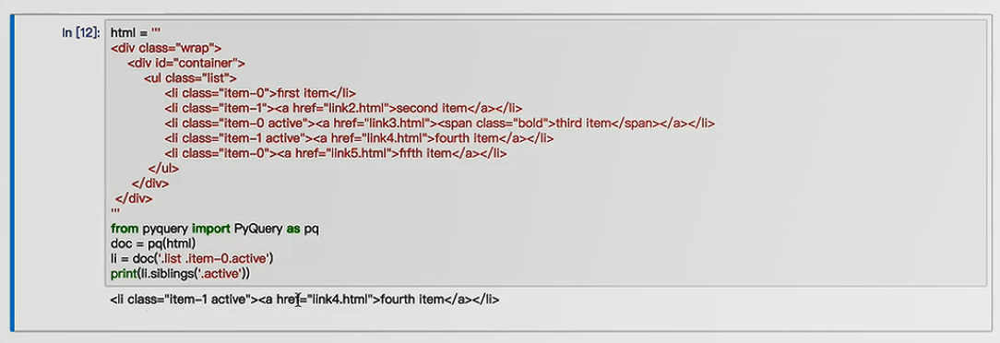 In [12]: html = '''
<div class="wrap">
<div id="container">
<ul class="list">
<li class="item-0">first item</li>
<li class="item-1"><a href="link2.html">second item</a></li>
<li class="item-0 active"><a href="link3.html"><span class="bold">third item</span></a></li>
<li class="item-1 active"><a href="link4.html">fourth item</a></li>
<li class="item-0"><a href="link5.html">fifth item</a></li>
</ul>
</div>
</div>
'''
from pyquery import PyQuery as pq
doc = pq(html)
li = doc('.list .item-0.active')
print(li.siblings('.active'))
<li class="item-1 active"><a href="link4.html">fourth item</a></li>